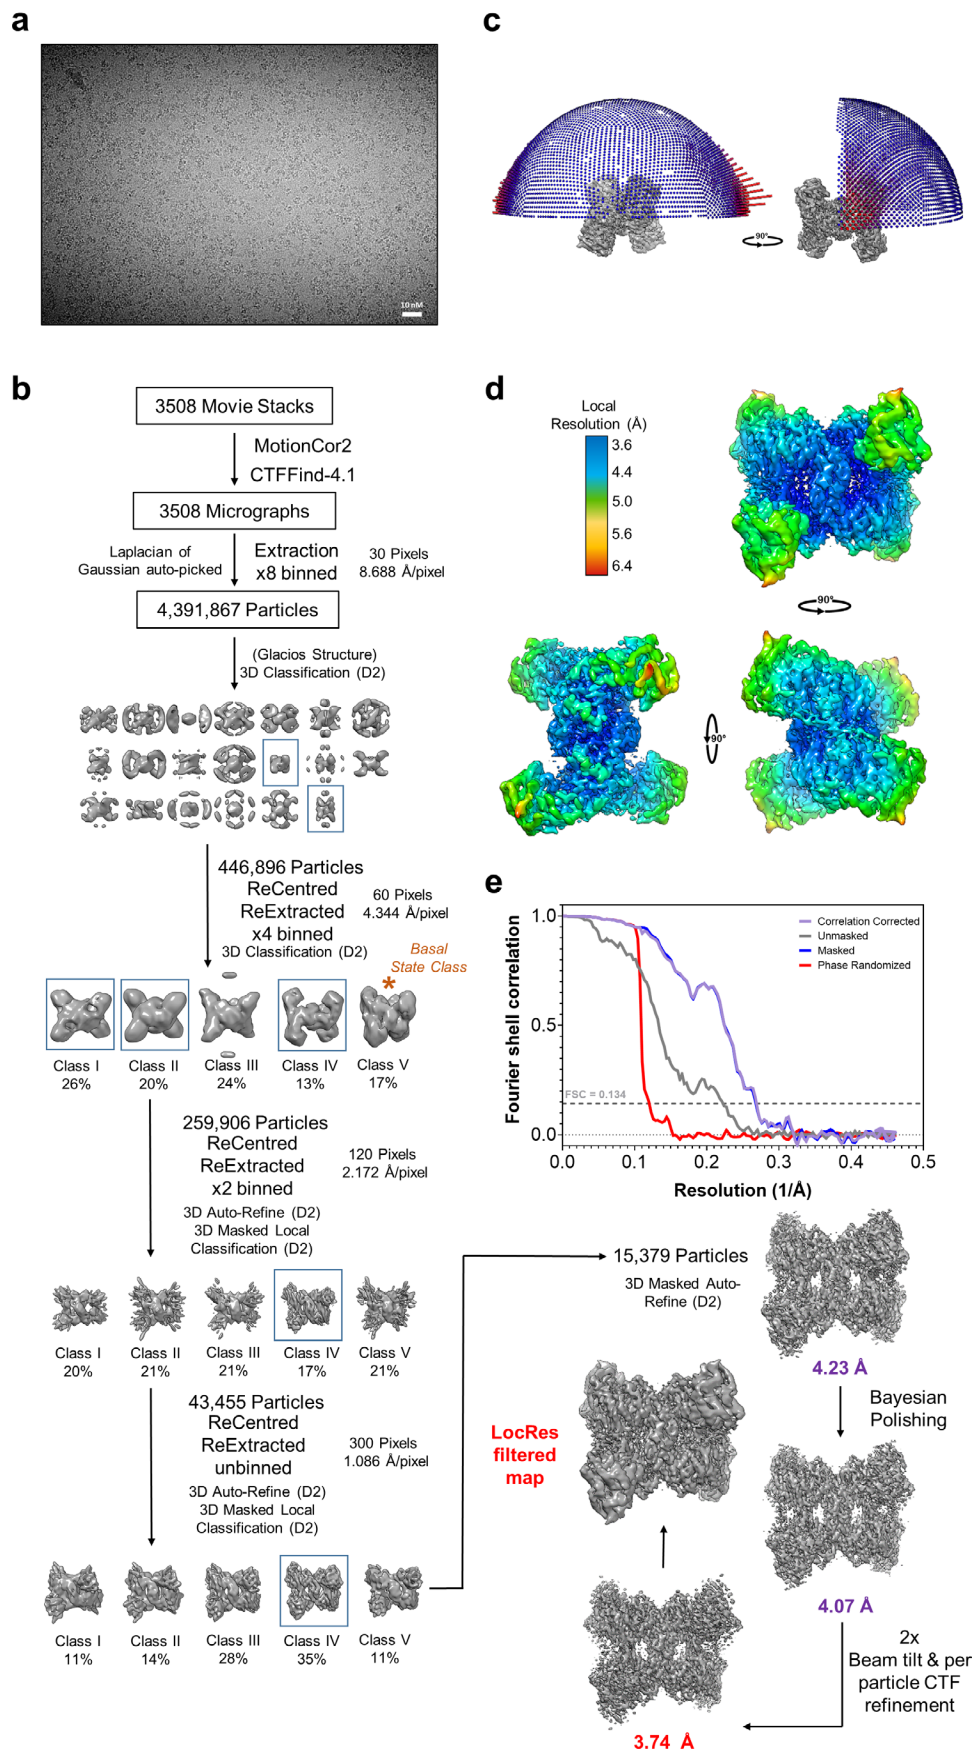 a
10 nM
b
3508 Movie Stacks
MotionCor2
CTFFind-4.1
3508 Micrographs
Laplacian of
Gaussian auto-picked
Extraction
x8 binned
30 Pixels
8.688 Å/pixel
4,391,867 Particles
(Glacios Structure)
3D Classification (D2)
446,896 Particles
ReCentred
ReExtracted
x4 binned
3D Classification (D2)
60 Pixels
4.344 Å/pixel
Basal
State Class
*
Class I
26%
Class II
20%
Class III
24%
Class IV
13%
Class V
17%
259,906 Particles
ReCentred
ReExtracted
x2 binned
120 Pixels
2.172 Å/pixel
3D Auto-Refine (D2)
3D Masked Local
Classification (D2)
Class I
20%
Class II
21%
Class III
21%
Class IV
17%
Class V
21%
43,455 Particles
ReCentred
ReExtracted
unbinned
300 Pixels
1.086 Å/pixel
3D Auto-Refine (D2)
3D Masked Local
Classification (D2)
Class I
11%
Class II
14%
Class III
28%
Class IV
35%
Class V
11%
15,379 Particles
3D Masked Auto-
Refine (D2)
4.23 Å
Bayesian
Polishing
4.07 Å
2x
Beam tilt & per
particle CTF
refinement
3.74 Å
LocRes
filtered
map
c
90°
d
Local
Resolution (Å)
3.6
4.4
5.0
5.6
6.4
90°
90°
e
Fourier shell correlation
1.0
0.5
0.0
Correlation Corrected
Unmasked
Masked
Phase Randomized
FSC = 0.134
0.0
0.1
0.2
0.3
0.4
0.5
Resolution (1/Å)